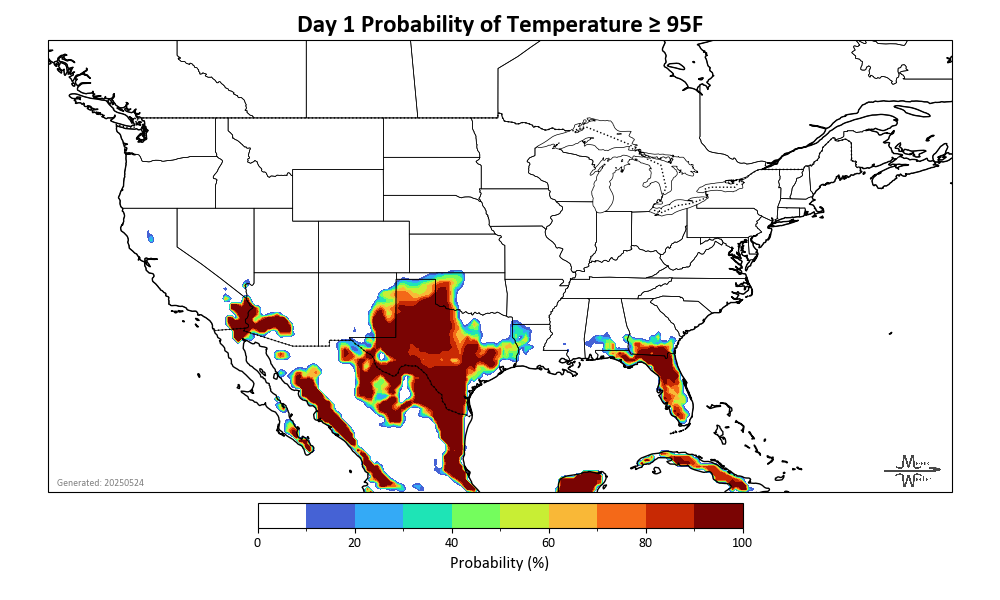 Day 1 Probability of Temperature ≥ 95F
Generated: 20250524
0 20 40 60 80 100
Probability (%)